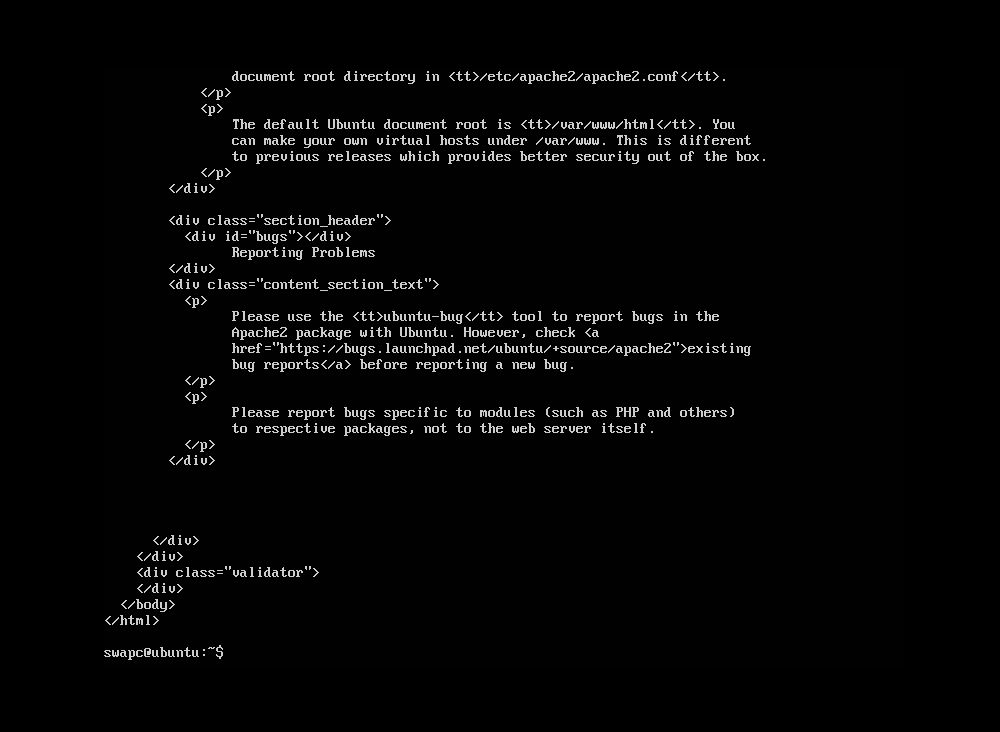 document root directory in <tt>/etc/apache2/apache2.conf</tt>.
</p>
<p>
The default Ubuntu document root is <tt>/var/www/html</tt>. You
can make your own virtual hosts under /var/www. This is different
to previous releases which provides better security out of the box.
</p>
</div>
<div class="section_header">
<div id="bugs"></div>
Reporting Problems
</div>
<div class="content_section_text">
<p>
Please use the <tt>ubuntu-bug</tt> tool to report bugs in the
Apache2 package with Ubuntu. However, check <a
href="https://bugs.launchpad.net/ubuntu/+source/apache2">existing
bug reports</a> before reporting a new bug.
</p>
<p>
Please report bugs specific to modules (such as PHP and others)
to respective packages, not to the web server itself.
</p>
</div>
</div>
</div>
<div class="validator">
</div>
</body>
</html>
swapc@ubuntu:~$